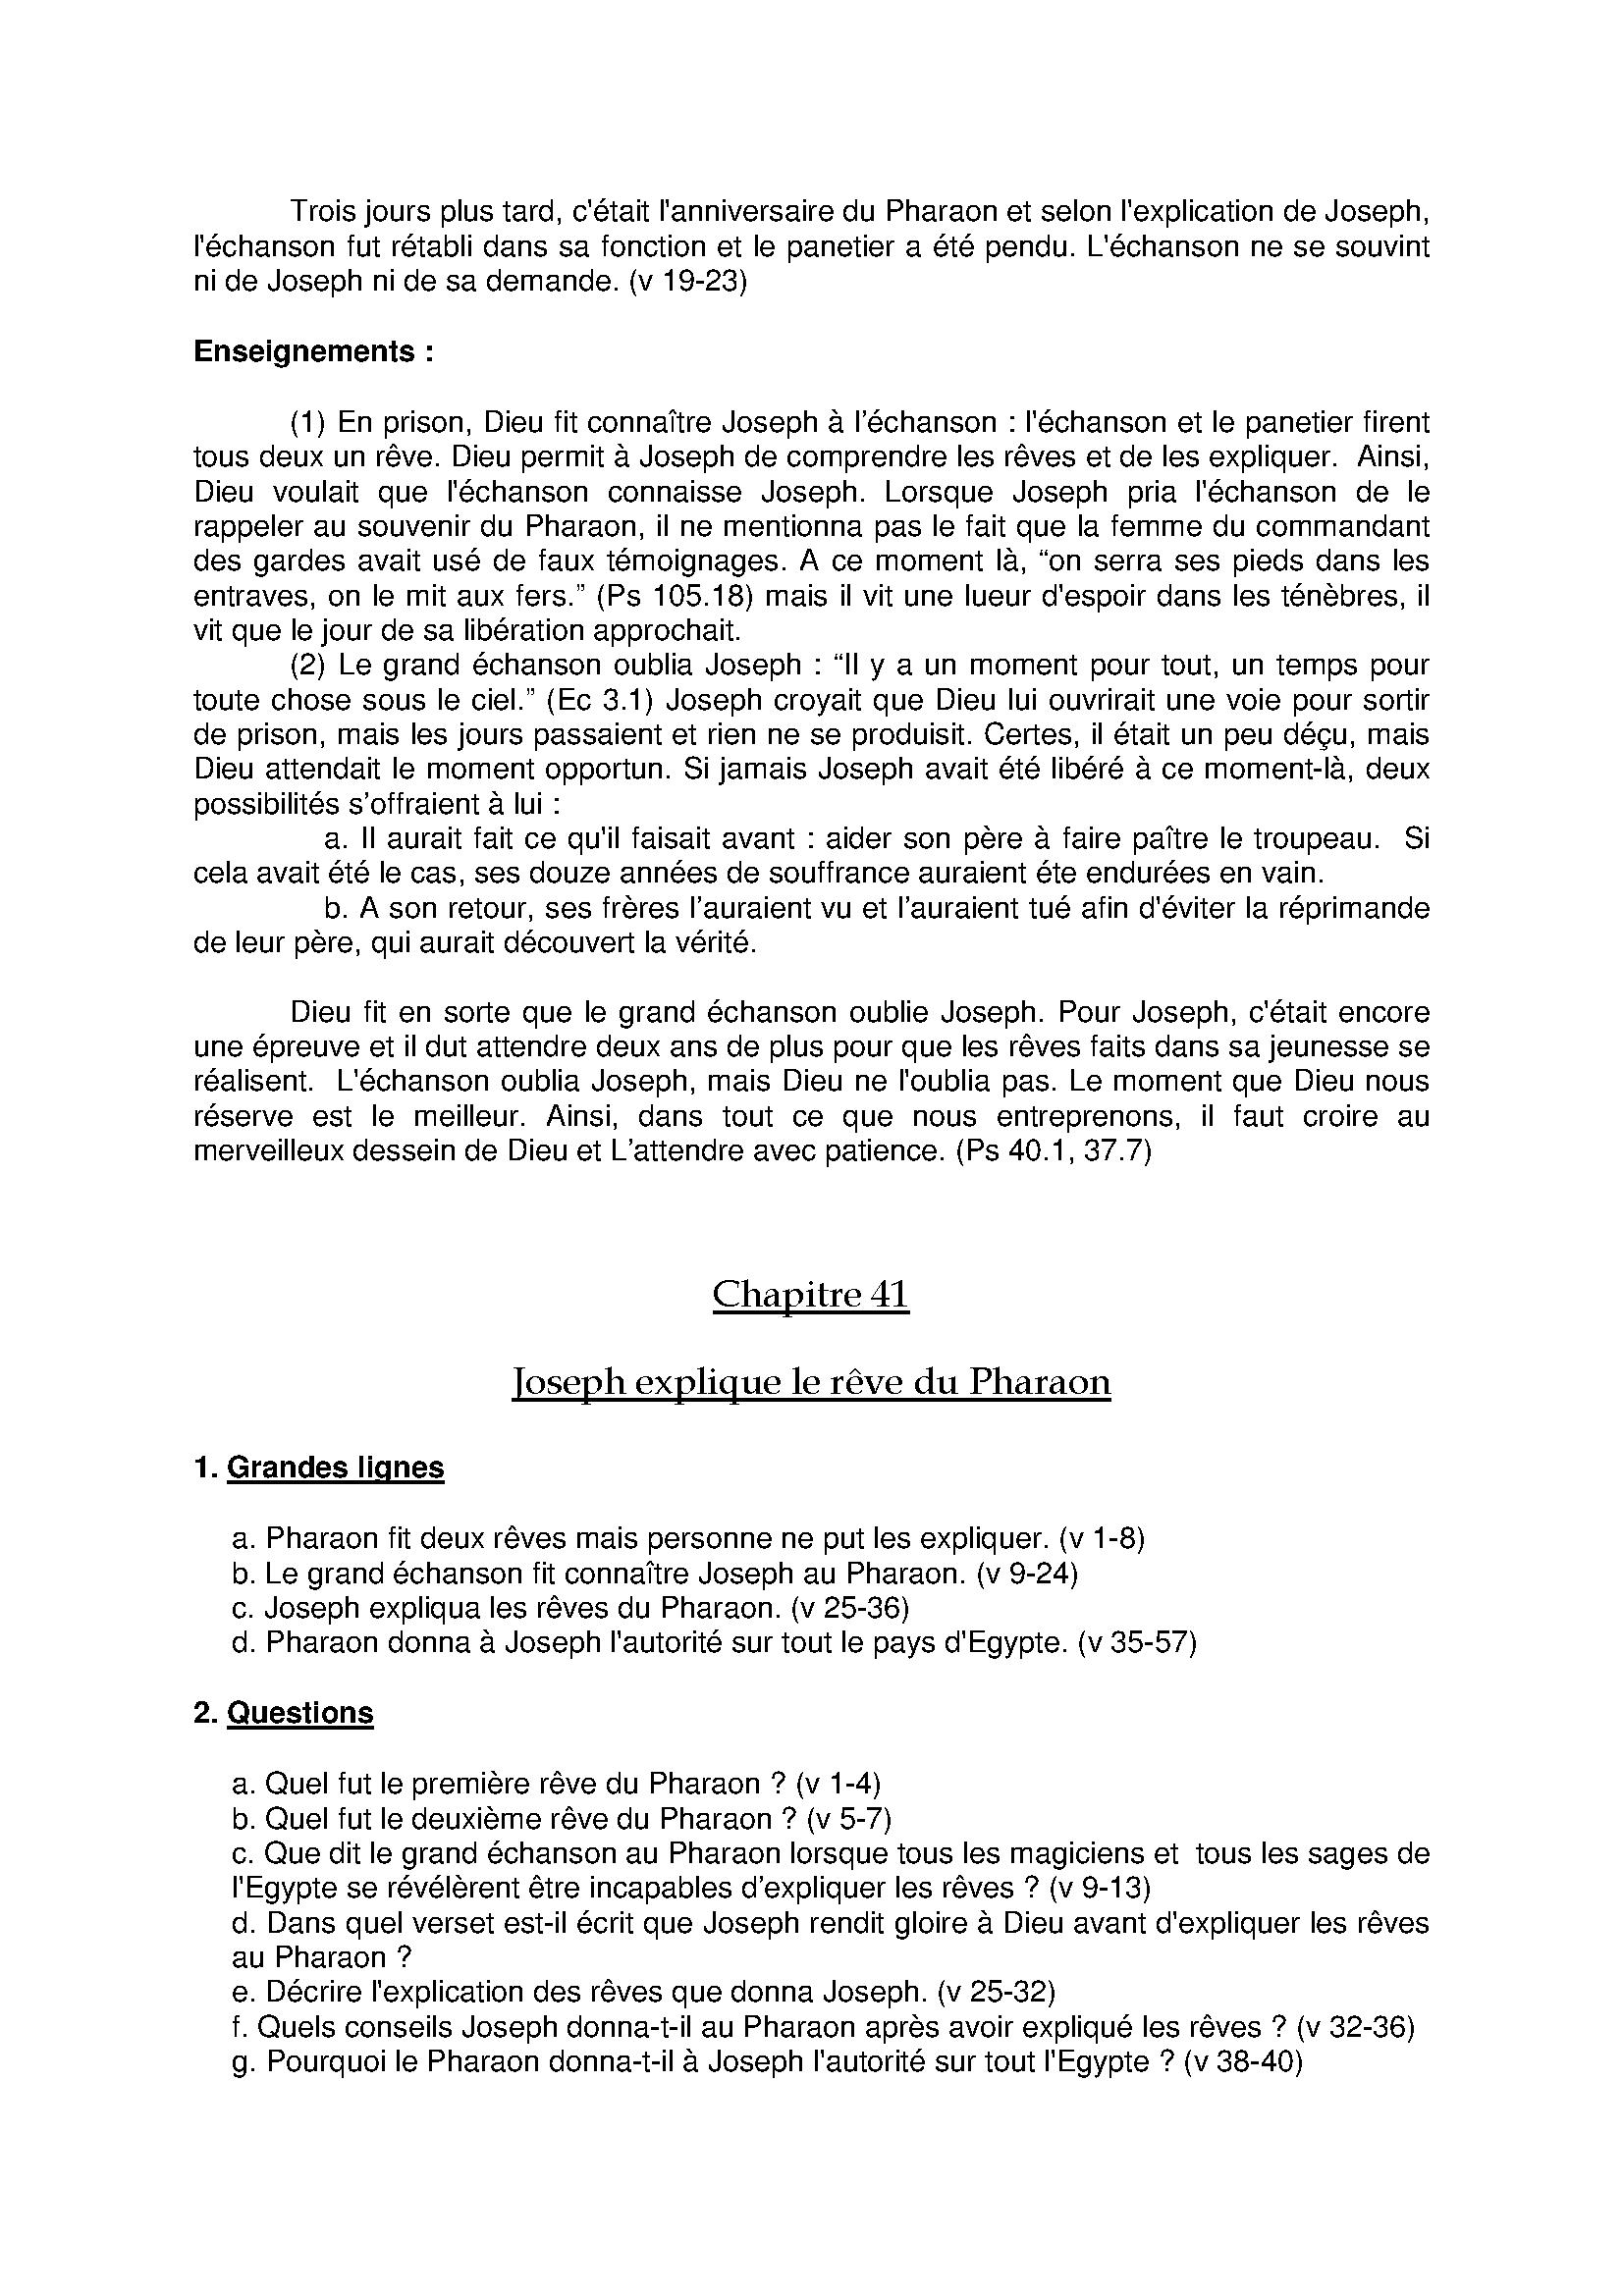 Trois jours plus tard, c'était l'anniversaire du Pharaon et selon l'explication de Joseph,
l'échanson fut rétabli dans sa fonction et le panetier a été pendu. L'échanson ne se souvint
ni de Joseph ni de sa demande. (v 19-23)
Enseignements :
(1) En prison, Dieu fit connaître Joseph à l’échanson : l'échanson et le panetier firent
tous deux un rêve. Dieu permit à Joseph de comprendre les rêves et de les expliquer.  Ainsi,
Dieu voulait que l'échanson connaisse Joseph. Lorsque Joseph pria l'échanson de le
rappeler au souvenir du Pharaon, il ne mentionna pas le fait que la femme du commandant
des gardes avait usé de faux témoignages. A ce moment là, “on serra ses pieds dans les
entraves, on le mit aux fers.” (Ps 105.18) mais il vit une lueur d'espoir dans les ténèbres, il
vit que le jour de sa libération approchait.
(2) Le grand échanson oublia Joseph : “Il y a un moment pour tout, un temps pour
toute chose sous le ciel.” (Ec 3.1) Joseph croyait que Dieu lui ouvrirait une voie pour sortir
de prison, mais les jours passaient et rien ne se produisit. Certes, il était un peu déçu, mais
Dieu attendait le moment opportun. Si jamais Joseph avait été libéré à ce moment-là, deux
possibilités s’offraient à lui :
a. Il aurait fait ce qu'il faisait avant : aider son père à faire paître le troupeau.  Si
cela avait été le cas, ses douze années de souffrance auraient éte endurées en vain.
b. A son retour, ses frères l’auraient vu et l’auraient tué afin d'éviter la réprimande
de leur père, qui aurait découvert la vérité.
Dieu fit en sorte que le grand échanson oublie Joseph. Pour Joseph, c'était encore
une épreuve et il dut attendre deux ans de plus pour que les rêves faits dans sa jeunesse se
réalisent.  L'échanson oublia Joseph, mais Dieu ne l'oublia pas. Le moment que Dieu nous
réserve est le meilleur. Ainsi, dans tout ce que nous entreprenons, il faut croire au
merveilleux dessein de Dieu et L’attendre avec patience. (Ps 40.1, 37.7)
Chapitre 41
Joseph explique le rêve du Pharaon
1. Grandes lignes
a. Pharaon fit deux rêves mais personne ne put les expliquer. (v 1-8)
b. Le grand échanson fit connaître Joseph au Pharaon. (v 9-24)
c. Joseph expliqua les rêves du Pharaon. (v 25-36)
d. Pharaon donna à Joseph l'autorité sur tout le pays d'Egypte. (v 35-57)
2. Questions
a. Quel fut le première rêve du Pharaon ? (v 1-4)
b. Quel fut le deuxième rêve du Pharaon ? (v 5-7)
c. Que dit le grand échanson au Pharaon lorsque tous les magiciens et  tous les sages de
l'Egypte se révélèrent être incapables d’expliquer les rêves ? (v 9-13)
d. Dans quel verset est-il écrit que Joseph rendit gloire à Dieu avant d'expliquer les rêves
au Pharaon ?
e. Décrire l'explication des rêves que donna Joseph. (v 25-32)
f. Quels conseils Joseph donna-t-il au Pharaon après avoir expliqué les rêves ? (v 32-36)
g. Pourquoi le Pharaon donna-t-il à Joseph l'autorité sur tout l'Egypte ? (v 38-40)